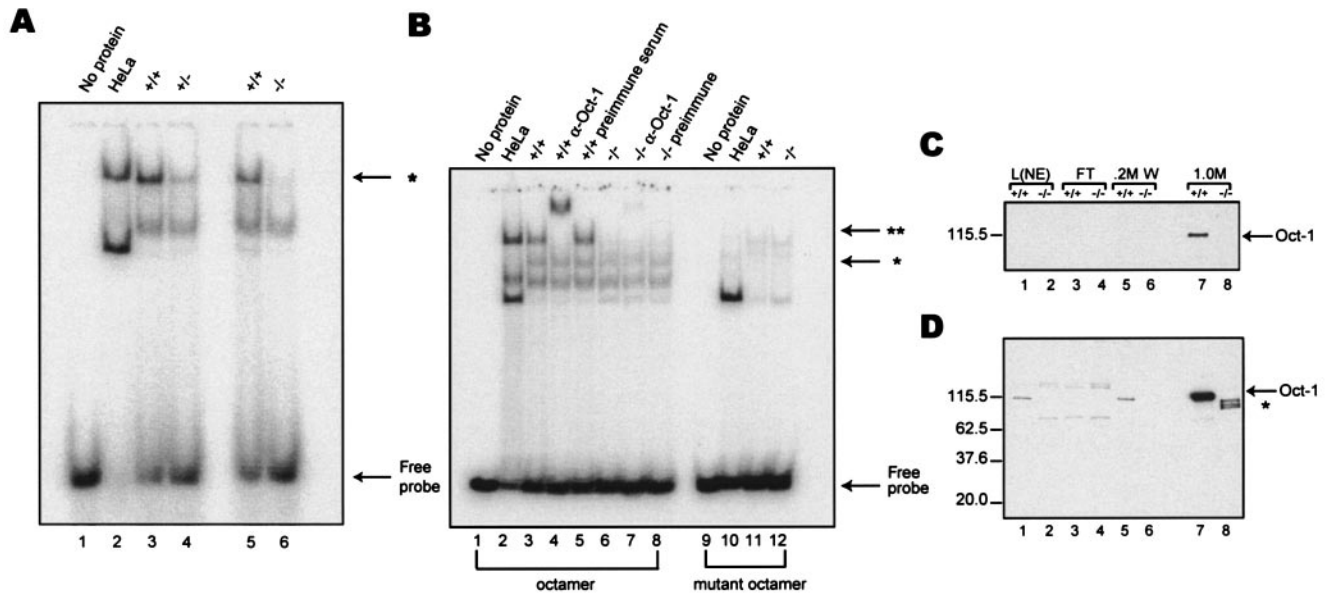 A
No protein
HeLa
+/+
+/-
+/+
-/-
*
Free
probe
1 2 3 4 5 6
B
No protein
HeLa
+/+
+/+ α-Oct-1
+/+ preimmune serum
-/-
-/- α-Oct-1
-/- preimmune
No protein
HeLa
+/+
-/-
**
*
Free
probe
1 2 3 4 5 6 7 8 9 10 11 12
octamer mutant octamer
C
L(NE) FT .2M W 1.0M
+/+ -/- +/+ -/- +/+ -/- +/+ -/-
115.5
Oct-1
1 2 3 4 5 6 7 8
D
Oct-1
115.5
*
62.5
37.6
20.0
1 2 3 4 5 6 7 8